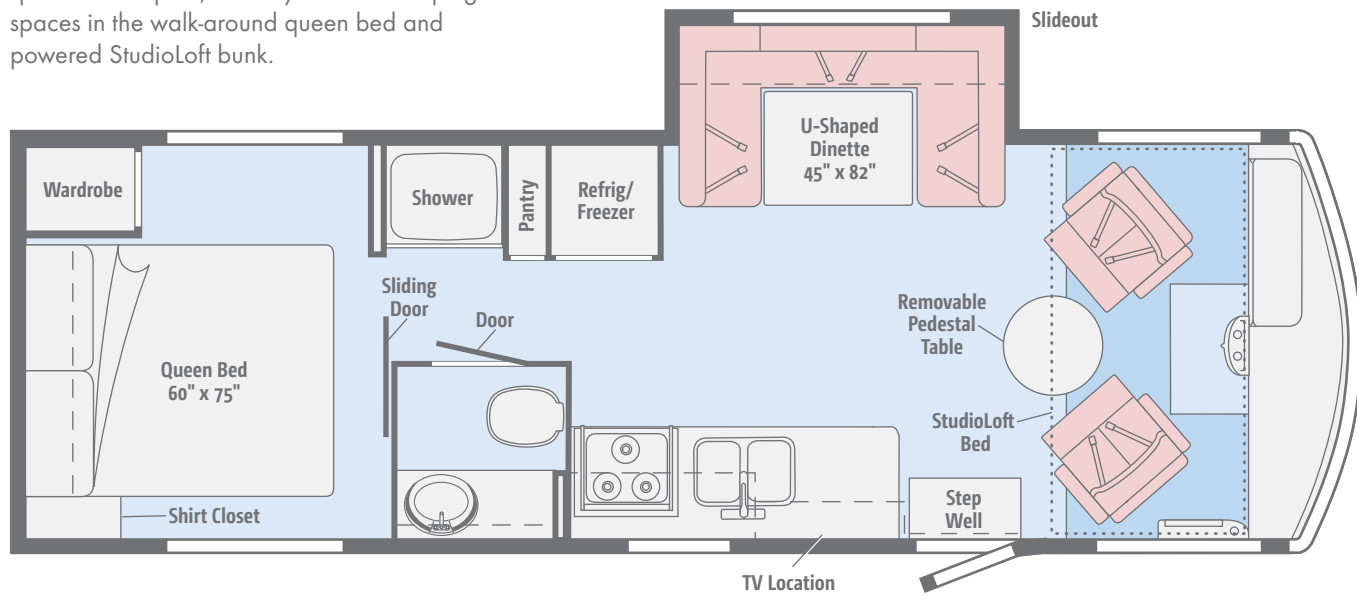 spaces in the walk-around queen bed and
powered StudioLoft bunk.
Slideout
U-Shaped
Dinette
45" x 82"
Wardrobe
Shower
Pantry
Refrig/
Freezer
Sliding
Door
Door
Removable
Pedestal
Table
Queen Bed
60" x 75"
StudioLoft
Bed
Shirt Closet
Step
Well
TV Location